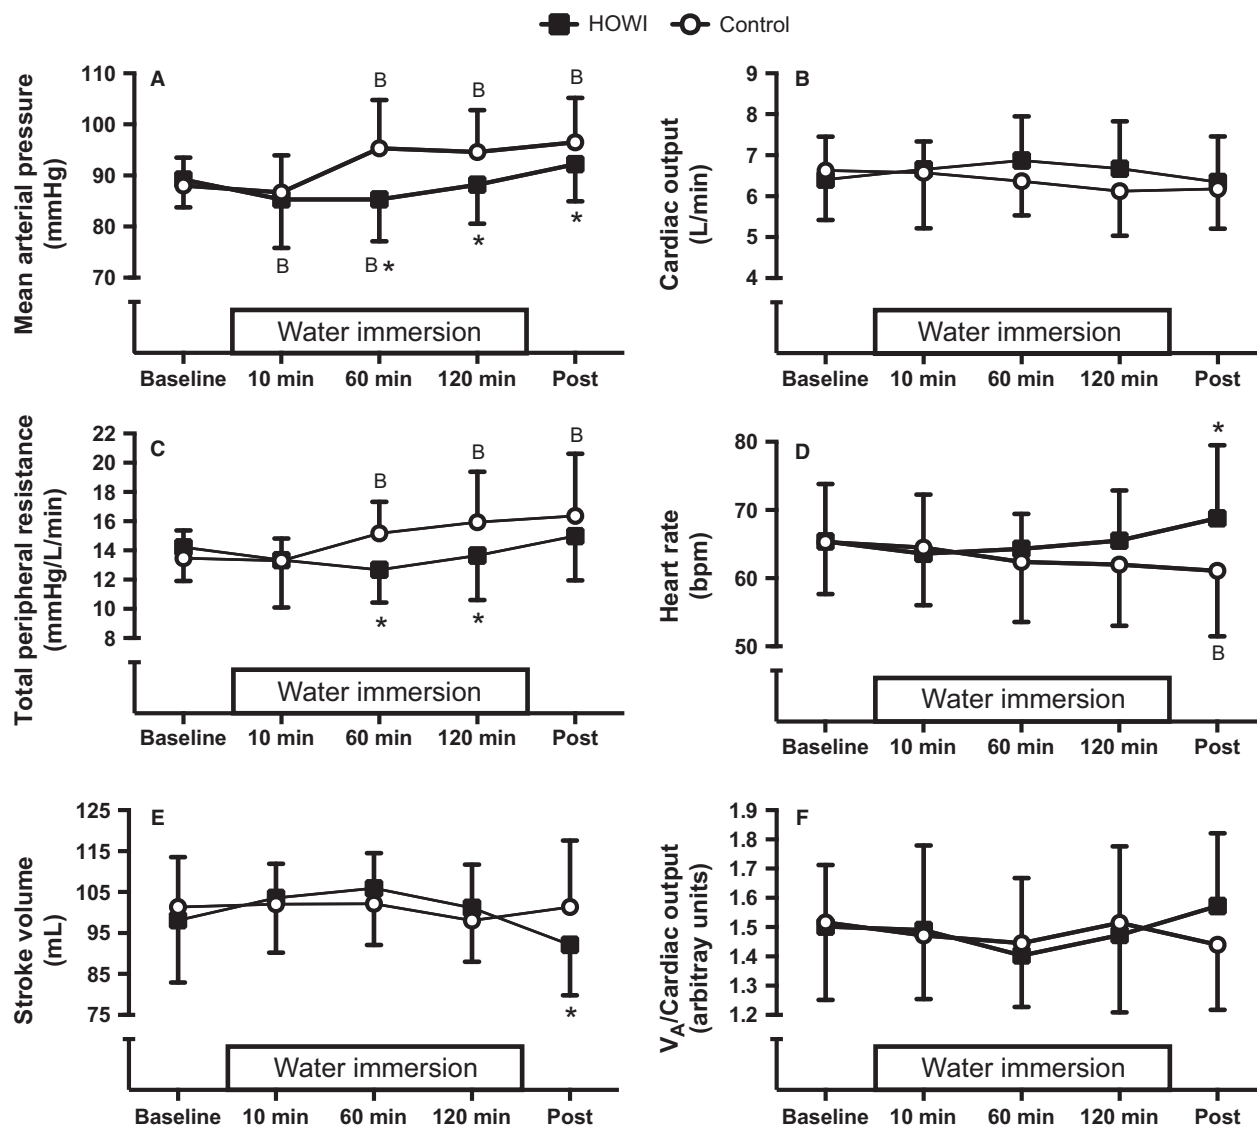 HOWI Control
A
Mean arterial pressure
(mmHg)
110
100
90
80
70
B
B
B
B
B *
*
*
Water immersion
Baseline 10 min 60 min 120 min Post
B
Cardiac output
(L/min)
9
8
7
6
5
4
Water immersion
Baseline 10 min 60 min 120 min Post
C
Total peripheral resistance
(mmHg/L/min)
22
20
18
16
14
12
10
8
B
B
B
*
*
Water immersion
Baseline 10 min 60 min 120 min Post
D
Heart rate
(bpm)
80
70
60
50
*
B
Water immersion
Baseline 10 min 60 min 120 min Post
E
Stroke volume
(mL)
125
115
105
95
85
75
*
Water immersion
Baseline 10 min 60 min 120 min Post
F
VA/Cardiac output
(arbitray units)
1.9
1.8
1.7
1.6
1.5
1.4
1.3
1.2
Water immersion
Baseline 10 min 60 min 120 min Post